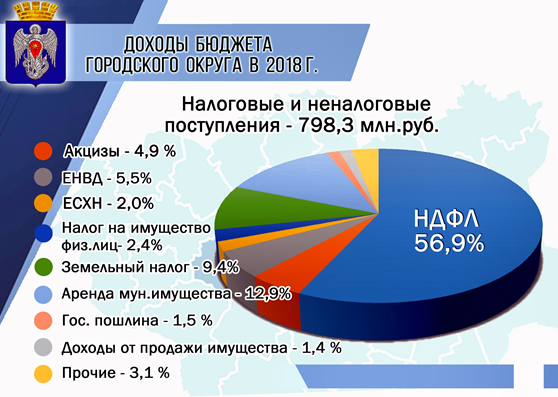 ДОХОДЫ БЮДЖЕТА
ГОРОДСКОГО ОКРУГА В 2018 Г.
Налоговые и неналоговые
поступления - 798,3 млн.руб.
Акцизы - 4,9 %
ЕНВД - 5,5%
ЕСХН - 2,0%
Налог на имущество
физ.лиц- 2,4%
Земельный налог - 9,4%
Аренда мун.имущества - 12,9%
Гос. пошлина - 1,5 %
Доходы от продажи имущества - 1,4 %
Прочие - 3,1 %
НДФЛ
56,9%